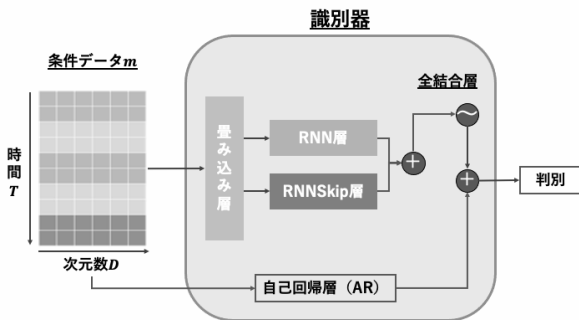 識別器
条件データm
全結合層
時間
T
畳み込み層
RNN層
RNNSkip層
判別
次元数D
自己回帰層（AR）